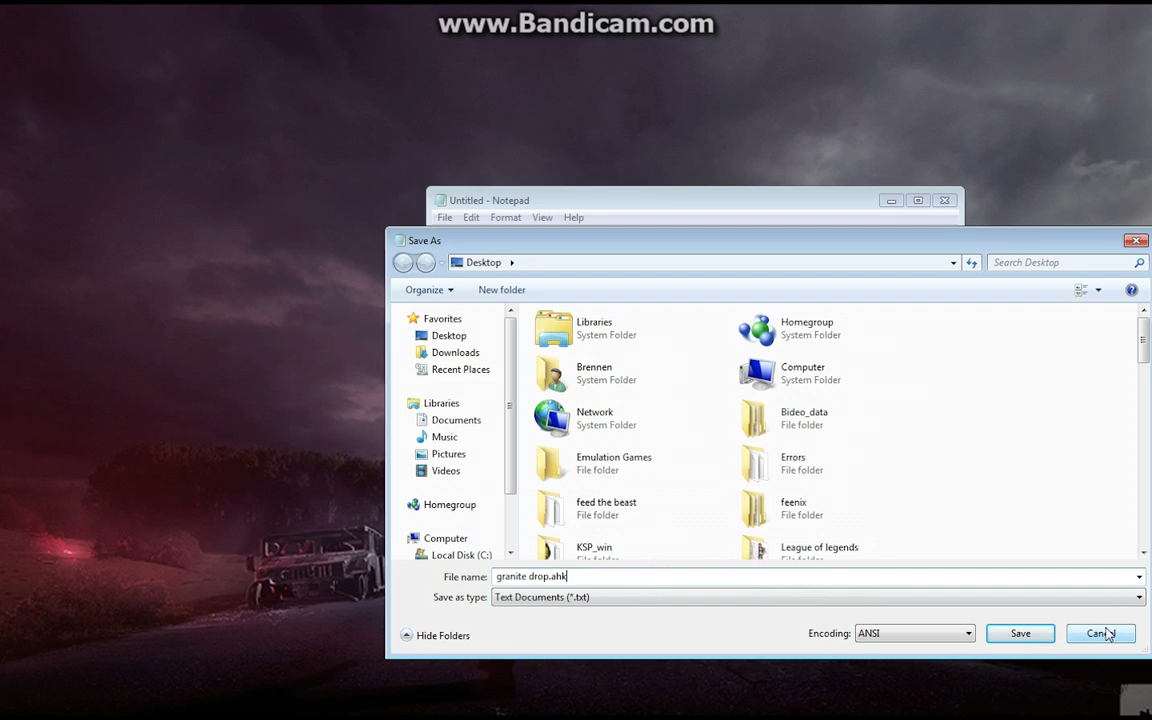 www.Bandicam.com
Untitled - Notepad
File Edit Format View Help
Save As
Desktop
Search Desktop
Organize New folder
Favorites
Desktop
Downloads
Recent Places
Libraries
Documents
Music
Pictures
Videos
Homegroup
Computer
Local Disk (C:)
Libraries
System Folder
Homegroup
System Folder
Brennen
System Folder
Computer
System Folder
Network
System Folder
Bideo_data
File folder
Emulation Games
File folder
Errors
File folder
feed the beast
File folder
feenix
File folder
KSP_win
File folder
League of legends
File folder
File name: granite drop.ahk
Save as type: Text Documents (*.txt)
Hide Folders
Encoding: ANSI
Save
Cancel